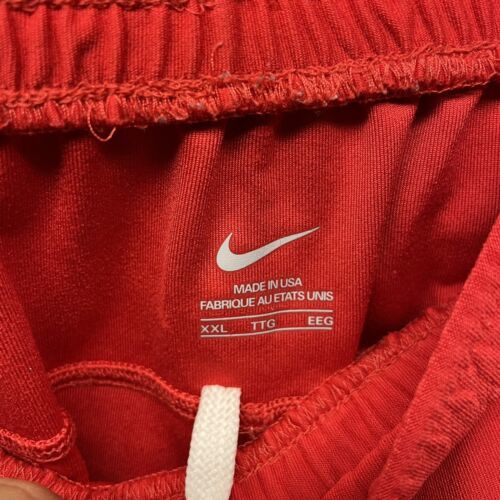 MADE IN USA
FABRIQUE AU ETATS UNIS
XXL TTG EEG